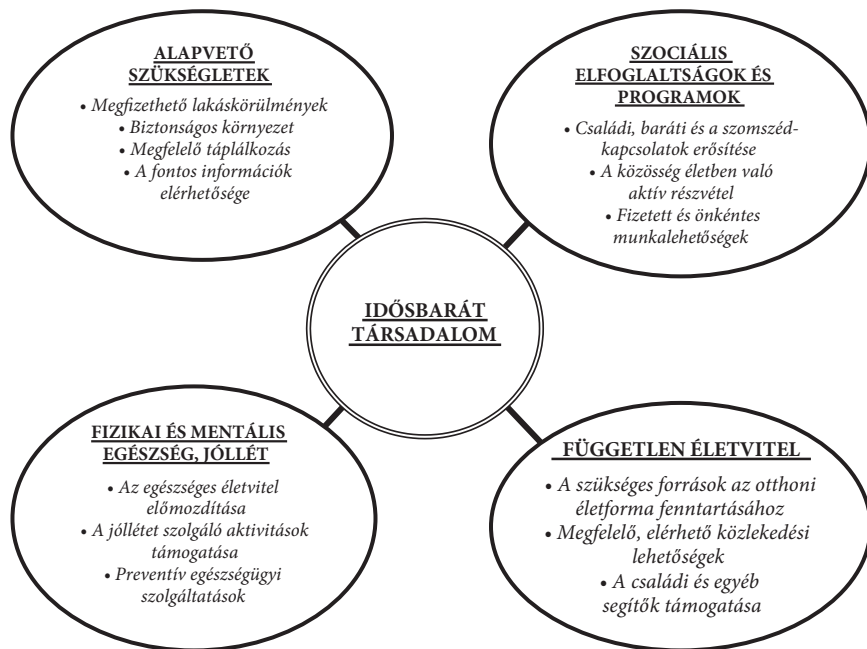 ALAPVETŐ
SZÜKSÉGLETEK
• Megfizethető lakáskörülmények
• Biztonságos környezet
• Megfelelő táplálkozás
• A fontos információk
elérhetősége
SZOCIÁLIS
ELFOGLALTSÁGOK ÉS
PROGRAMOK
• Családi, baráti és a szomszéd-
kapcsolatok erősítése
• A közösség életben való
aktív részvétel
• Fizetett és önkéntes
munkalehetőségek
IDŐSBARÁT
TÁRSADALOM
FIZIKAI ÉS MENTÁLIS
EGÉSZSÉG, JÓLLÉT
• Az egészséges életvitel
előmozdítása
• A jóllétet szolgáló aktivitások
támogatása
• Preventív egészségügyi
szolgáltatások
FÜGGETLEN ÉLETVITEL
• A szükséges források az otthoni
életforma fenntartásához
• Megfelelő, elérhető közlekedési
lehetőségek
• A családi és egyéb
segítők támogatása